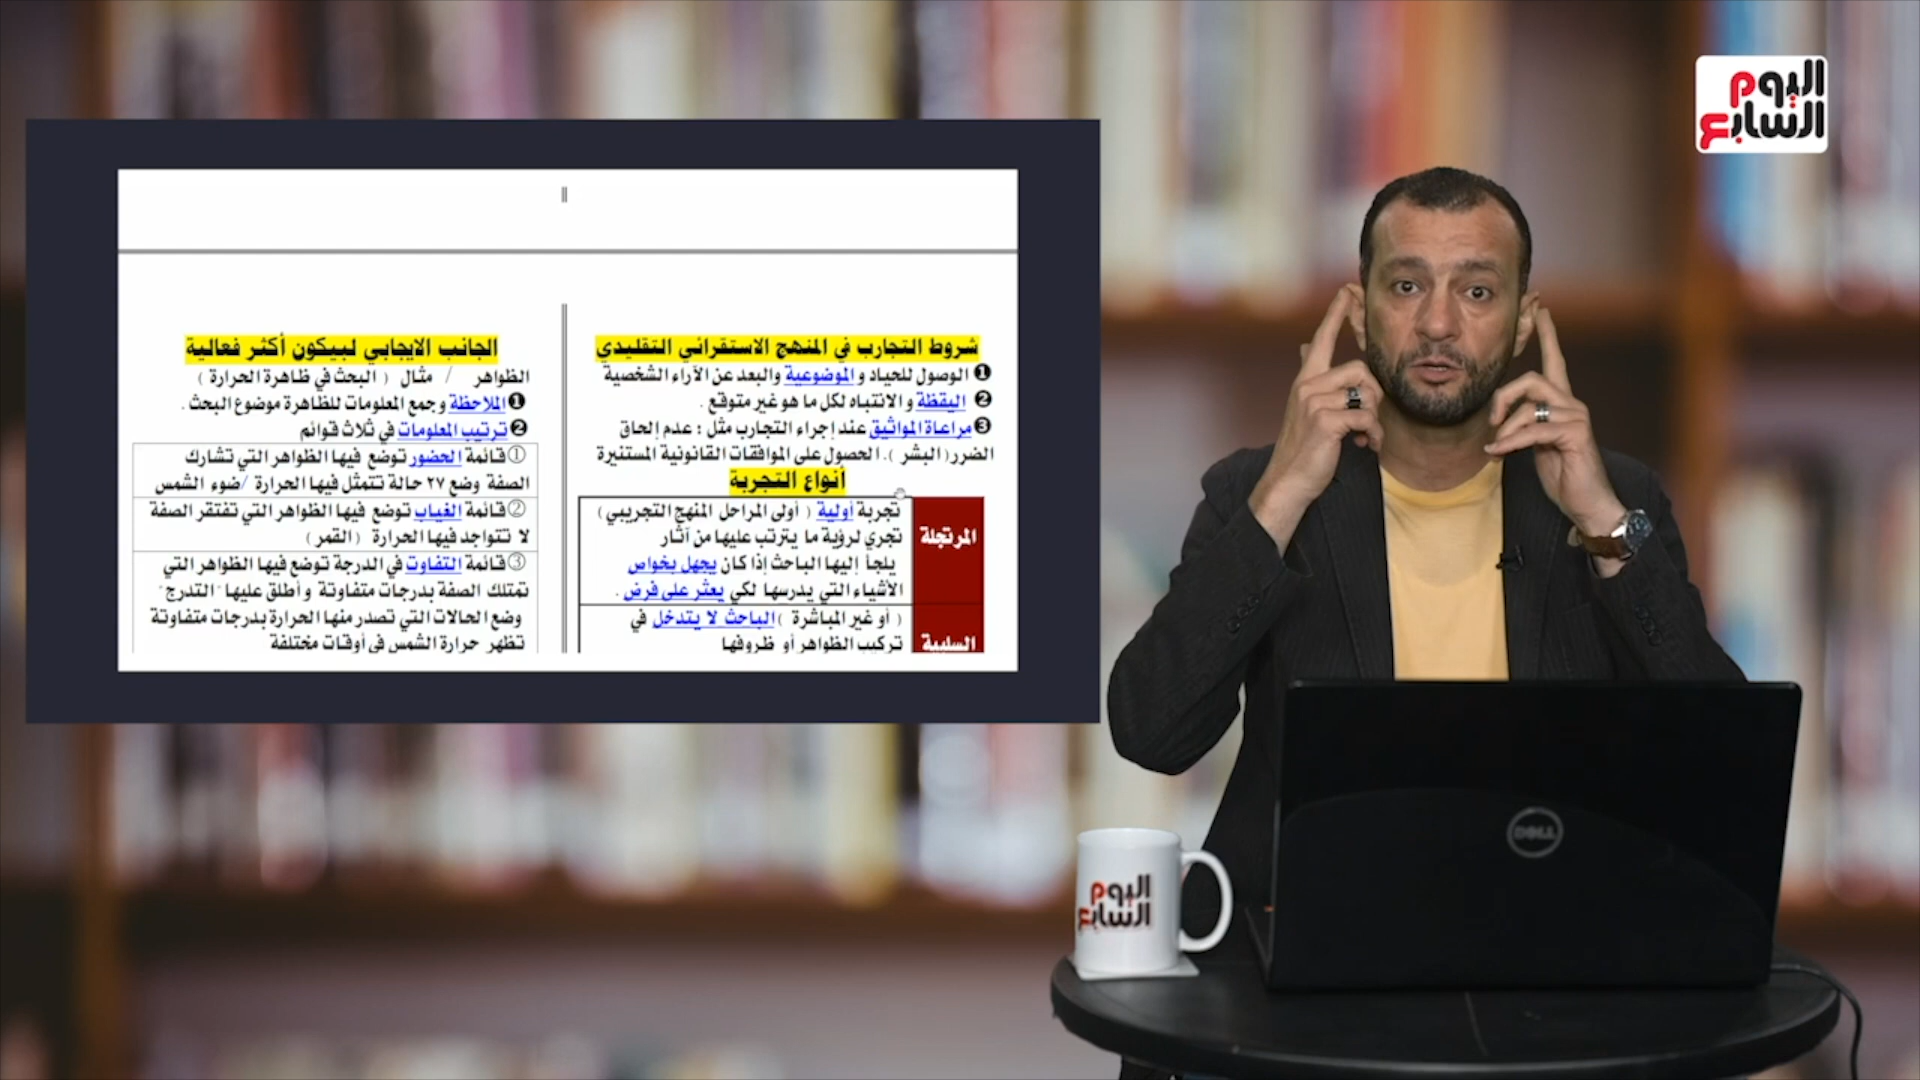 اليوم
السابع
شروط التجارب في المنهج الاستقرائي التقليدي
❶ الوصول للحياد و الموضوعية والبعد عن الآراء الشخصية
❷ اليقظة و الانتباه لكل ما هو غير متوقع .
❸ مراعاة المواثيق عند إجراء التجارب مثل : عدم إلحاق
الضرر( البشر ). الحصول على الموافقات القانونية المستنيرة
أنواع التجربة
المرتجلة
تجربة أولية ( أولى المراحل المنهج التجريبي )
تجري لرؤية ما يترتب عليها من آثار
يلجأ إليها الباحث إذا كان يجهل بخواص
الأشياء التي يدرسها لكي يعثر على فرض .
السلبية
( أو غير المباشرة ) الباحث لا يتدخل في
تركيب الظواهر أو ظروفها
الجانب الايجابي لبيكون أكثر فعالية
الظواهر / مثال ( البحث في ظاهرة الحرارة )
❶ الملاحظة و جمع المعلومات للظاهرة موضوع البحث .
❷ ترتيب المعلومات في ثلاث قوائم
① قائمة الحضور توضع فيها الظواهر التي تشارك
الصفة وضع ٢٧ حالة تتمثل فيها الحرارة / ضوء الشمس
② قائمة الغياب توضع فيها الظواهر التي تفتقر الصفة
لا تتواجد فيها الحرارة (القمر)
③ قائمة التفاوت في الدرجة توضع فيها الظواهر التي
تمتلك الصفة بدرجات متفاوتة و أطلق عليها "التدرج"
وضع الحالات التي تصدر منها الحرارة بدرجات متفاوتة
تظهر حرارة الشمس في أوقات مختلفة
DELL
اليوم
السابع